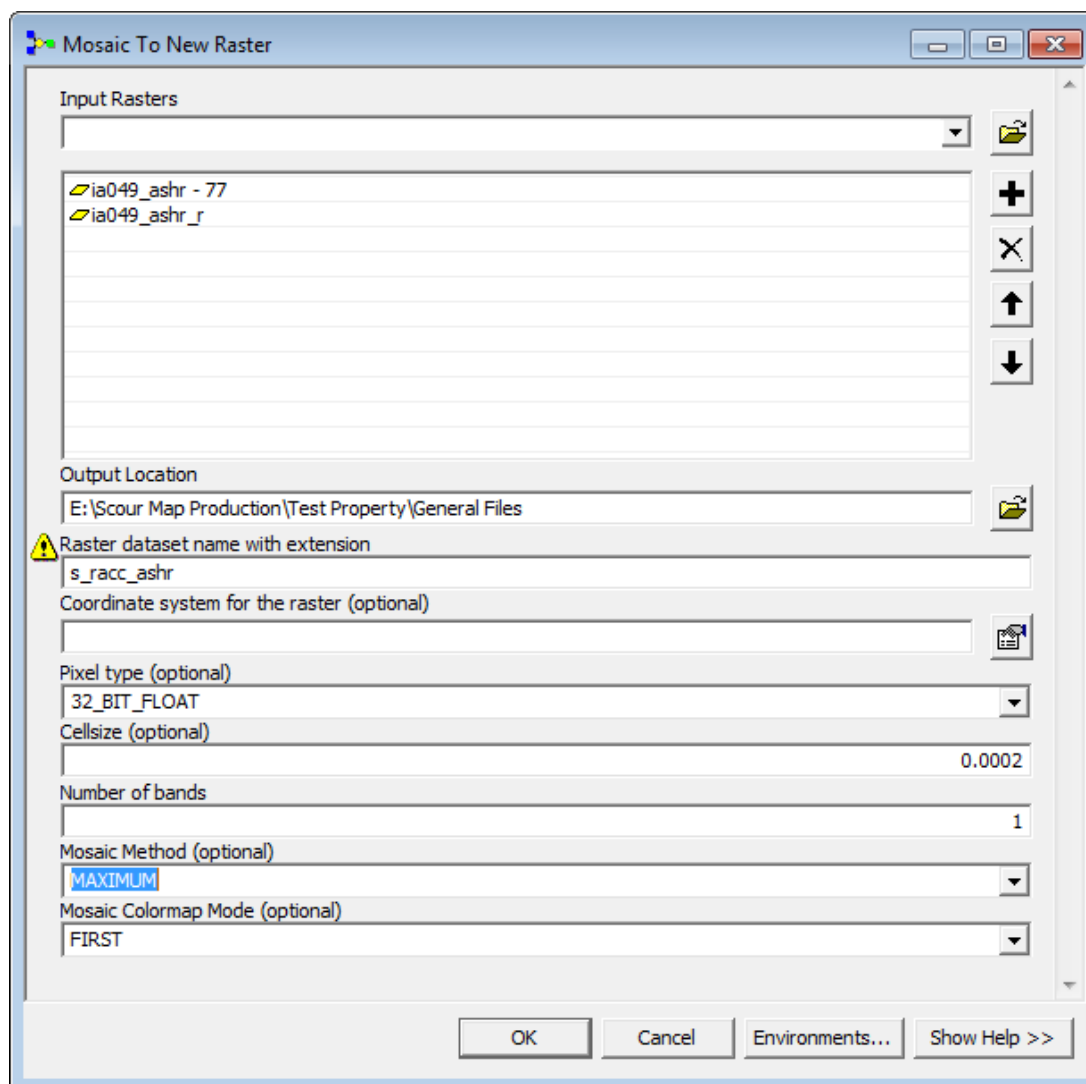 Mosaic To New Raster
Input Rasters
ia049_ashr - 77
ia049_ashr_r
Output Location
E:\Scour Map Production\Test Property\General Files
Raster dataset name with extension
s_racc_ashr
Coordinate system for the raster (optional)
Pixel type (optional)
32_BIT_FLOAT
Cellsize (optional)
0.0002
Number of bands
1
Mosaic Method (optional)
MAXIMUM
Mosaic Colormap Mode (optional)
FIRST
OK Cancel Environments... Show Help >>